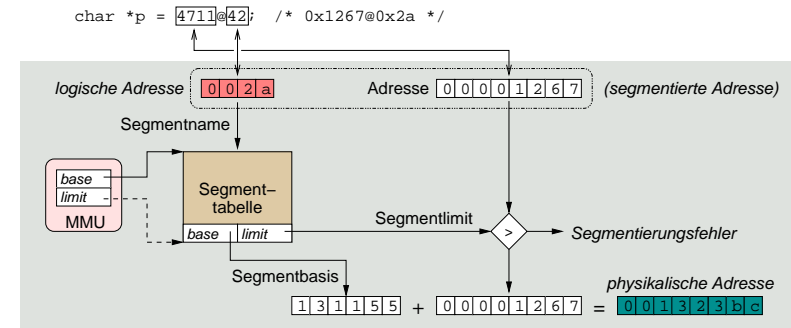 char *p = 4711@42; /* 0x1267@0x2a */
logische Adresse 0 0 2 a Adresse 0 0 0 0 1 2 6 7 (segmentierte Adresse)
Segmentname
base
limit
MMU
Segment–
tabelle
base limit
Segmentlimit
>
Segmentierungsfehler
Segmentbasis
physikalische Adresse
1 3 1 1 5 5 + 0 0 0 0 1 2 6 7 = 0 0 1 3 2 3 b c